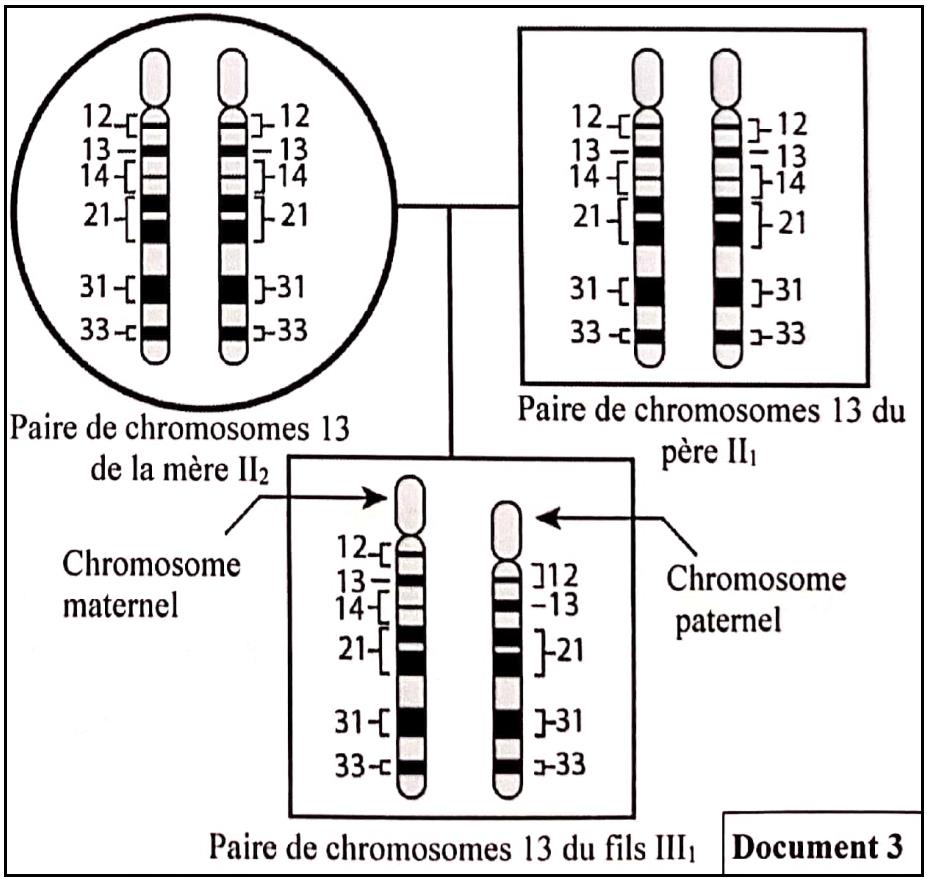 12 12
13 13
14 14
21 21
31 31
33 33
Paire de chromosomes 13
de la mère II2
12 12
13 13
14 14
21 21
31 31
33 33
Paire de chromosomes 13 du
père II1
Chromosome
maternel
12 12
13 13
14
21 21
31 31
33 33
Chromosome
paternel
Paire de chromosomes 13 du fils III1
Document 3